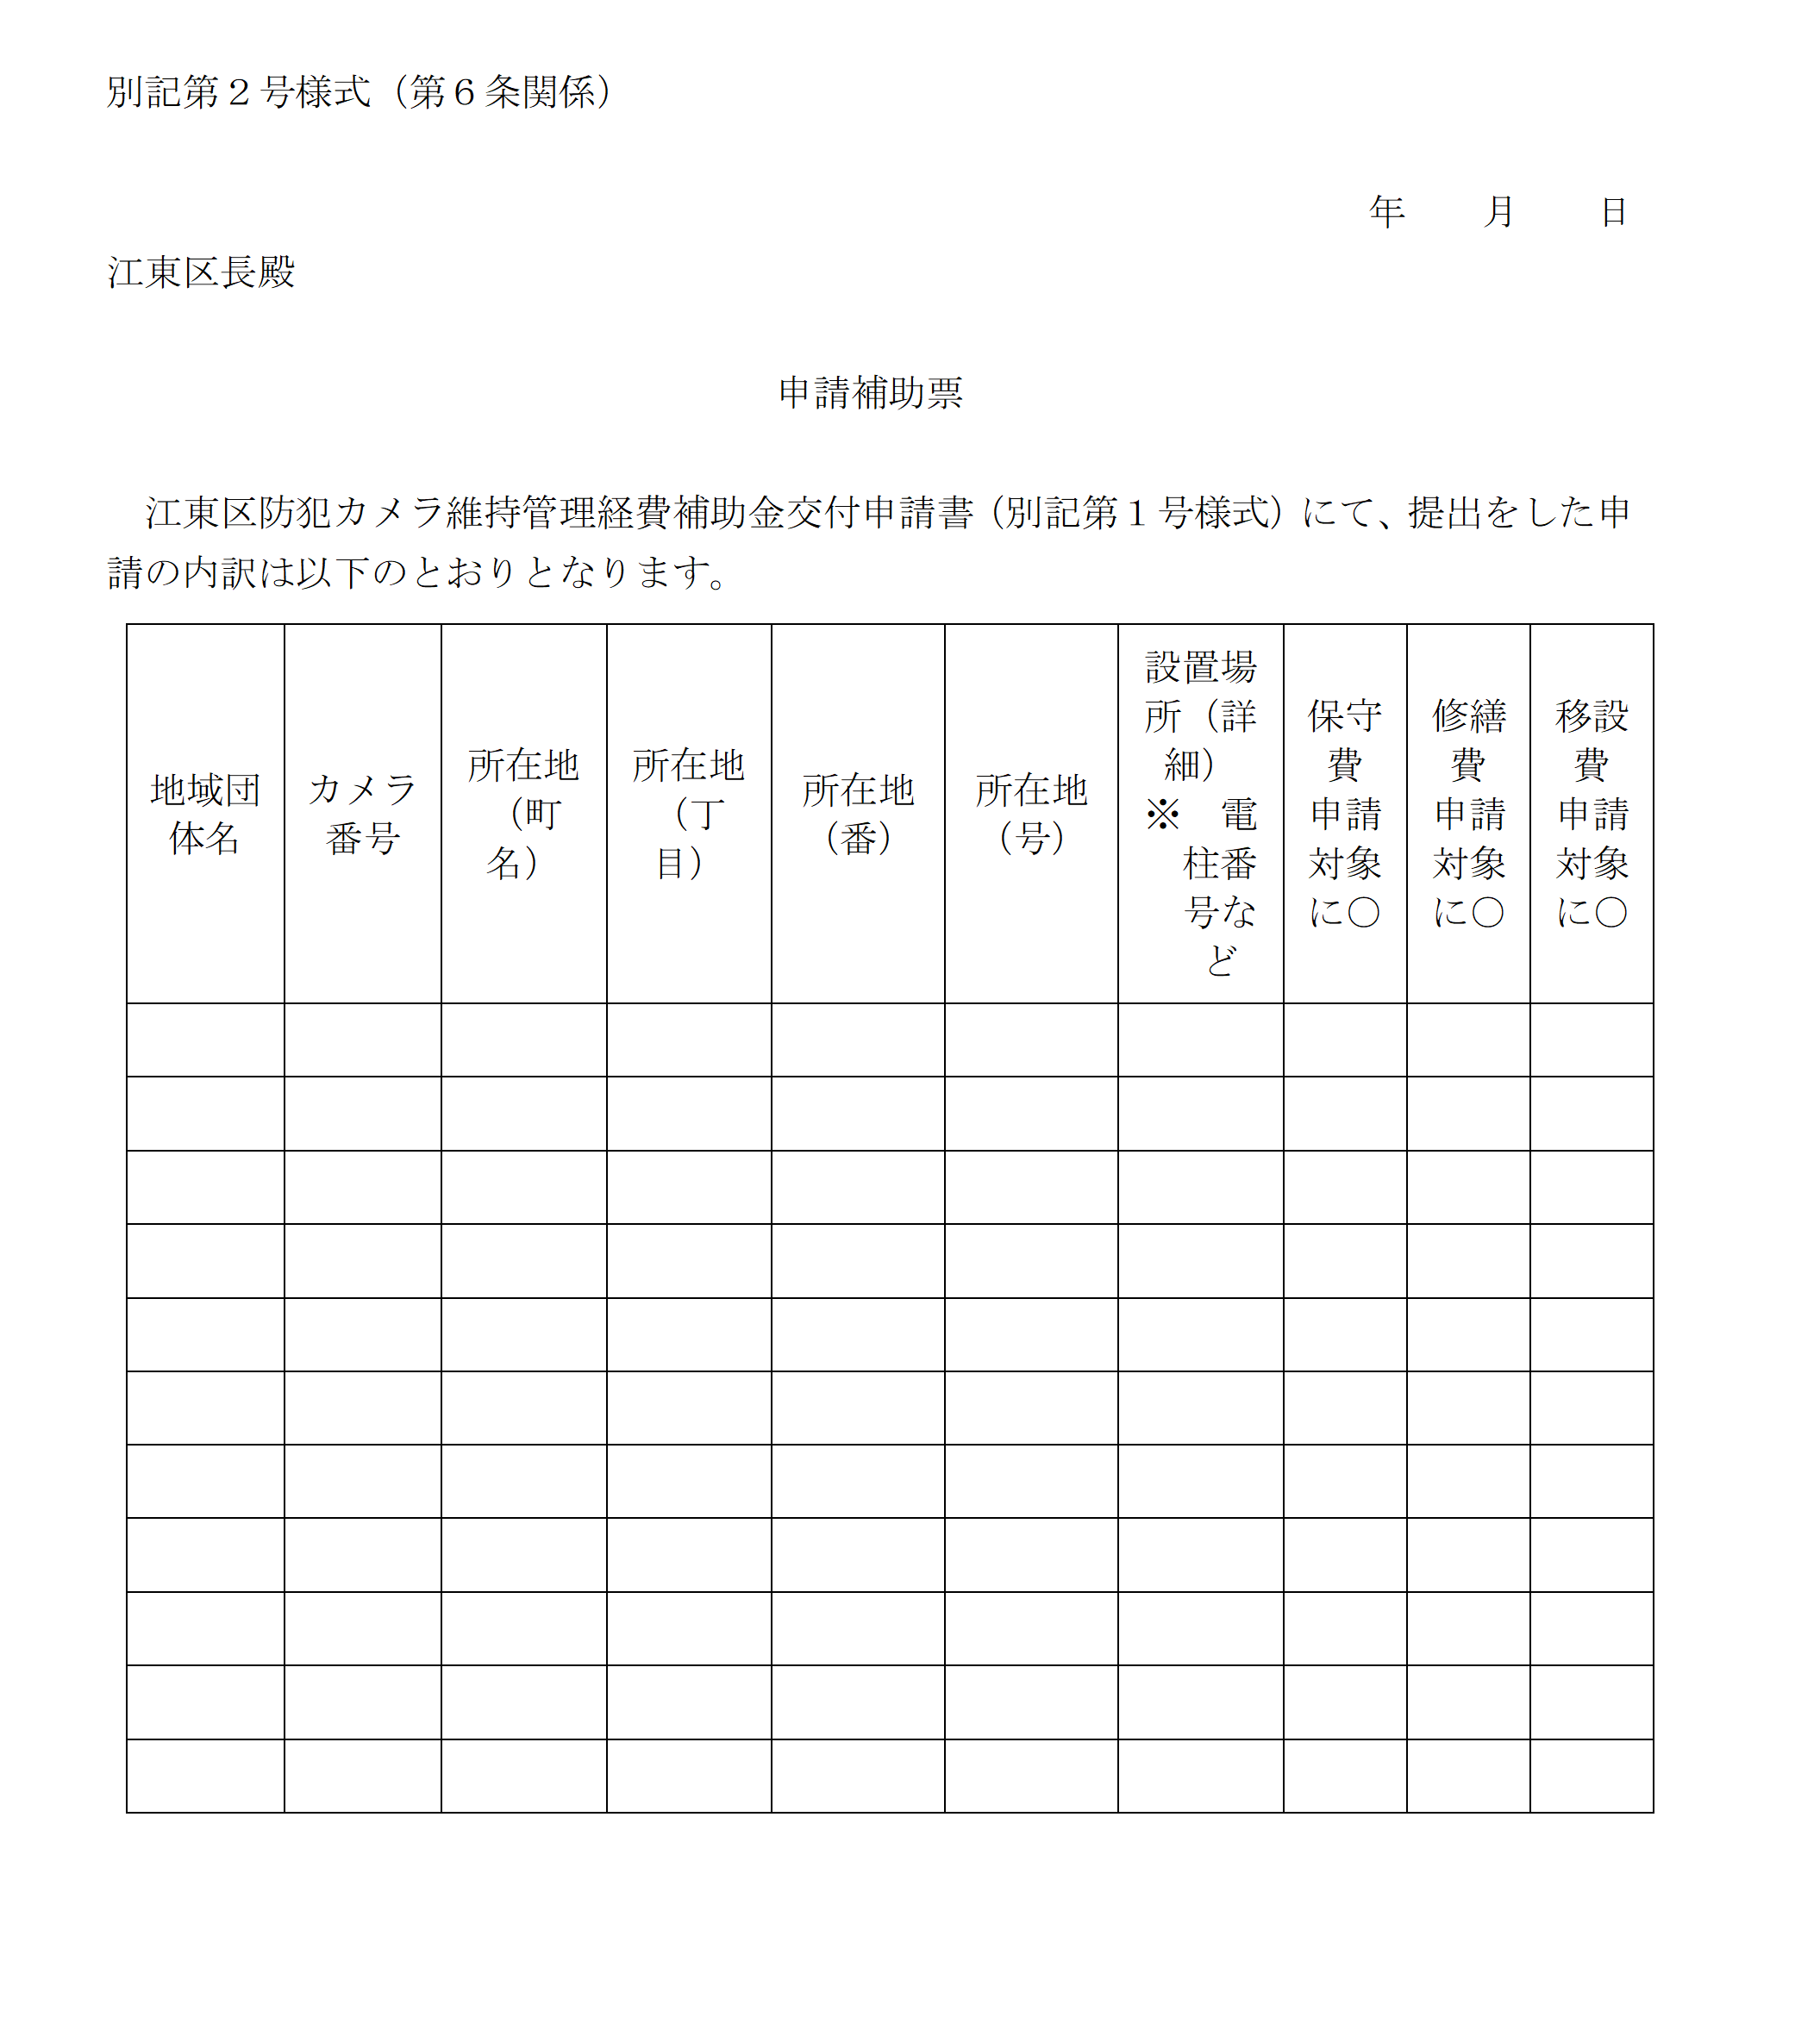 別記第２号様式（第６条関係）
年　　月　　日
江東区長殿
申請補助票
　江東区防犯カメラ維持管理経費補助金交付申請書（別記第１号様式）にて、提出をした申
請の内訳は以下のとおりとなります。
地域団
体名
カメラ
番号
所在地
（町
名）
所在地
（丁
目）
所在地
（番）
所在地
（号）
設置場
所（詳
細）
※　電
柱番
号な
ど
保守
費
申請
対象
に○
修繕
費
申請
対象
に○
移設
費
申請
対象
に○